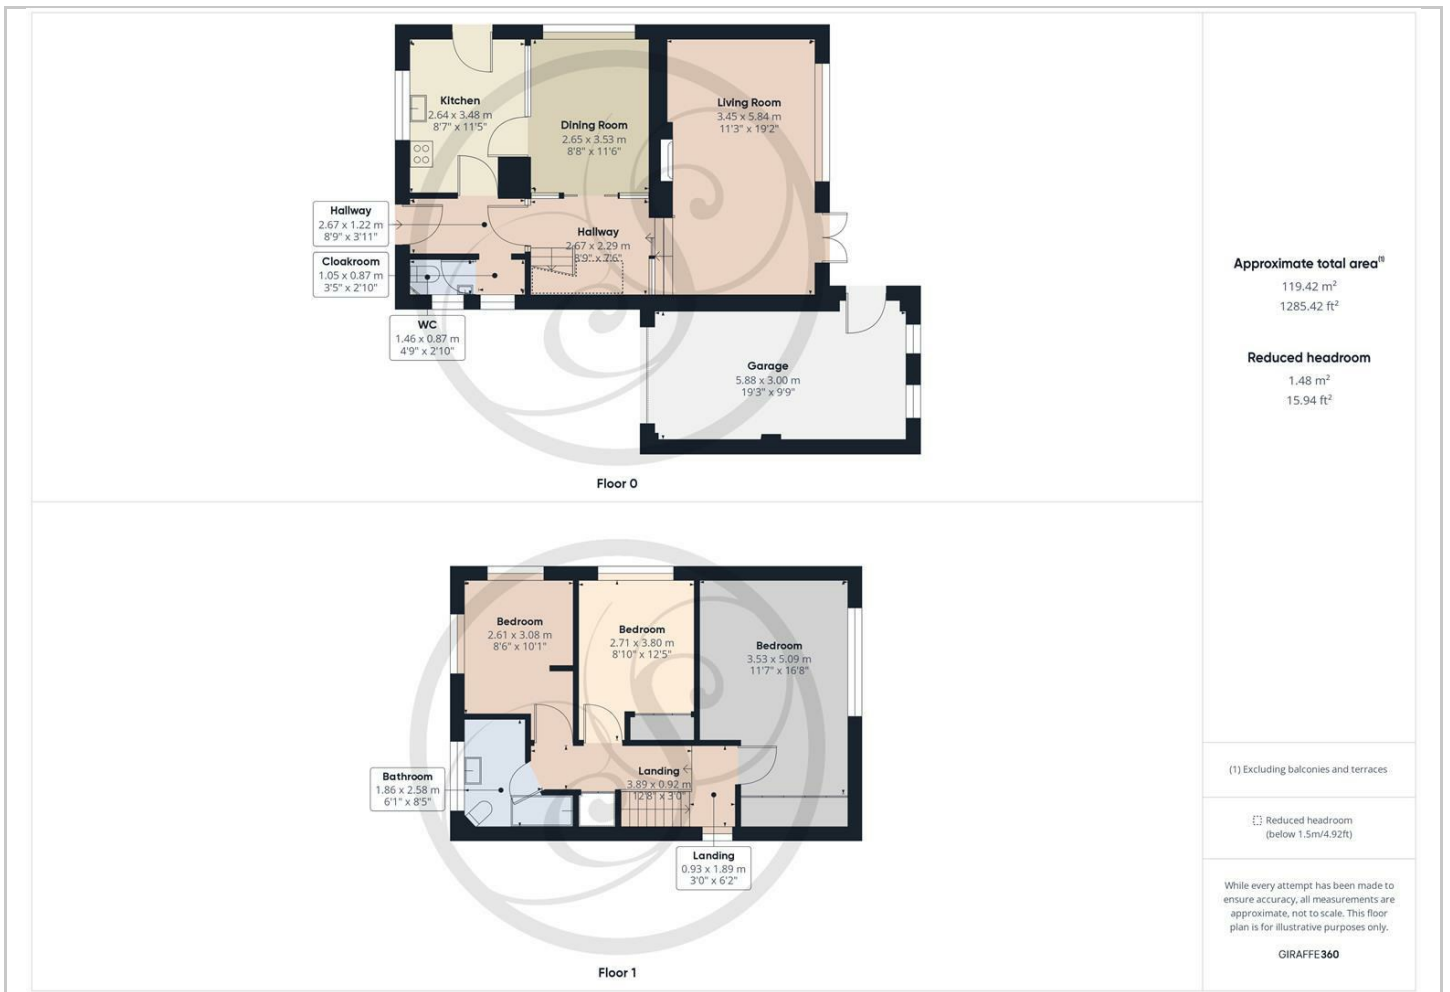 Kitchen
2.64 x 3.48 m
8'7" x 11'5"
Dining Room
2.65 x 3.53 m
8'8" x 11'6"
Living Room
3.45 x 5.84 m
11'3" x 19'2"
Hallway
2.67 x 1.22 m
8'9" x 3'11"
Hallway
2.67 x 2.29 m
8'9" x 7'6"
Cloakroom
1.05 x 0.87 m
3'5" x 2'10"
WC
1.46 x 0.87 m
4'9" x 2'10"
Garage
5.88 x 3.00 m
19'3" x 9'9"
Floor 0
Bedroom
2.61 x 3.08 m
8'6" x 10'1"
Bedroom
2.71 x 3.80 m
8'10" x 12'5"
Bedroom
3.53 x 5.09 m
11'7" x 16'8"
Bathroom
1.86 x 2.58 m
6'1" x 8'5"
Landing
3.89 x 0.92 m
12'8" x 3'0"
Landing
0.93 x 1.89 m
3'0" x 6'2"
Floor 1
Approximate total area(1)
119.42 m²
1285.42 ft²
Reduced headroom
1.48 m²
15.94 ft²
(1) Excluding balconies and terraces
Reduced headroom
(below 1.5m/4.92ft)
While every attempt has been made to
ensure accuracy, all measurements are
approximate, not to scale. This floor
plan is for illustrative purposes only.
GIRAFFE360